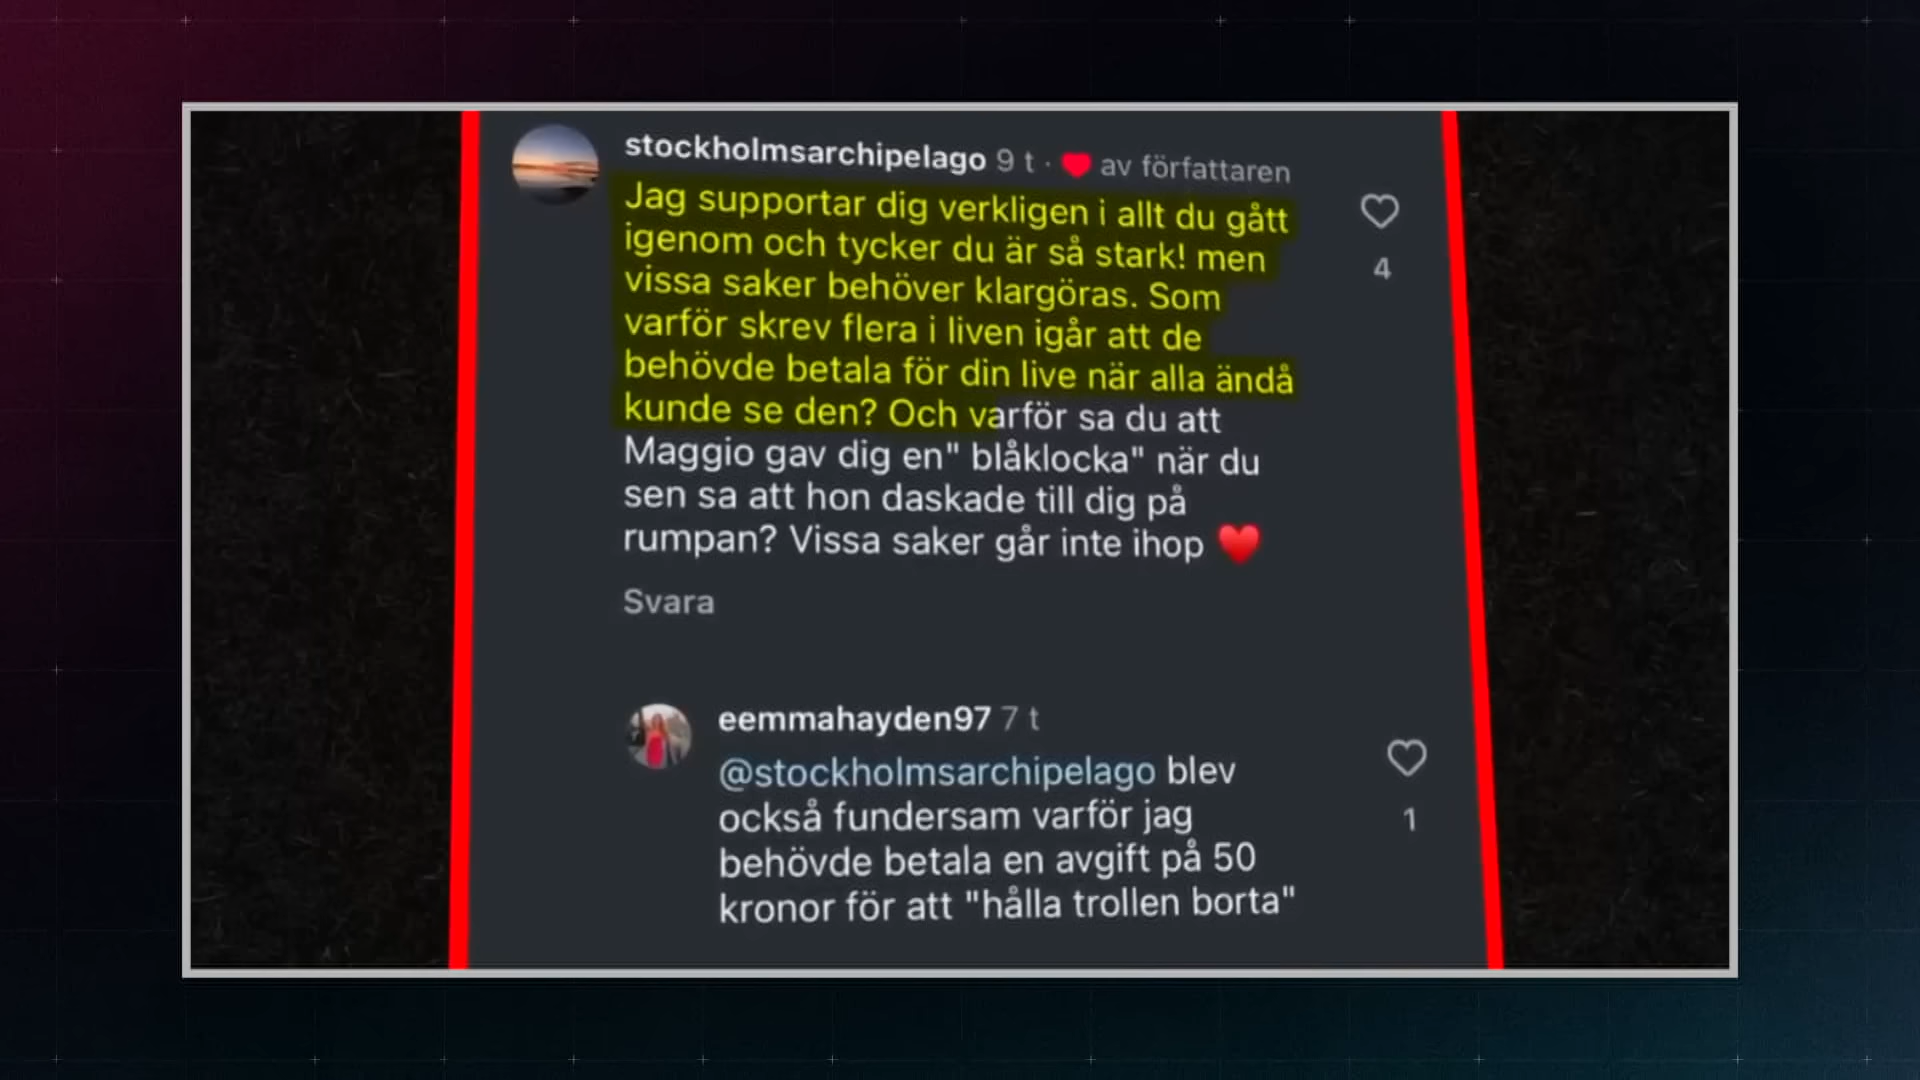 stockholmsarchipelago 9 t · ❤ av författaren
Jag supportar dig verkligen i allt du gått
igenom och tycker du är så stark! men
vissa saker behöver klargöras. Som
varför skrev flera i liven igår att de
behövde betala för din live när alla ändå
kunde se den? Och varför sa du att
Maggio gav dig en" blåklocka" när du
sen sa att hon daskade till dig på
rumpan? Vissa saker går inte ihop ❤
4
Svara
eemmahayden97 7 t
@stockholmsarchipelago blev
också fundersam varför jag
behövde betala en avgift på 50
kronor för att "hålla trollen borta"
1